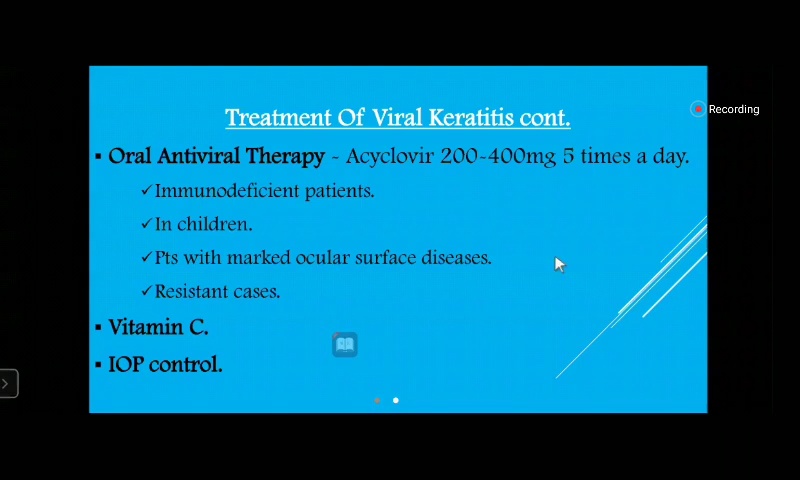 Treatment Of Viral Keratitis cont.
Recording
▪ Oral Antiviral Therapy - Acyclovir 200-400mg 5 times a day.
✓Immunodeficient patients.
✓In children.
✓Pts with marked ocular surface diseases.
✓Resistant cases.
▪ Vitamin C.
▪ IOP control.